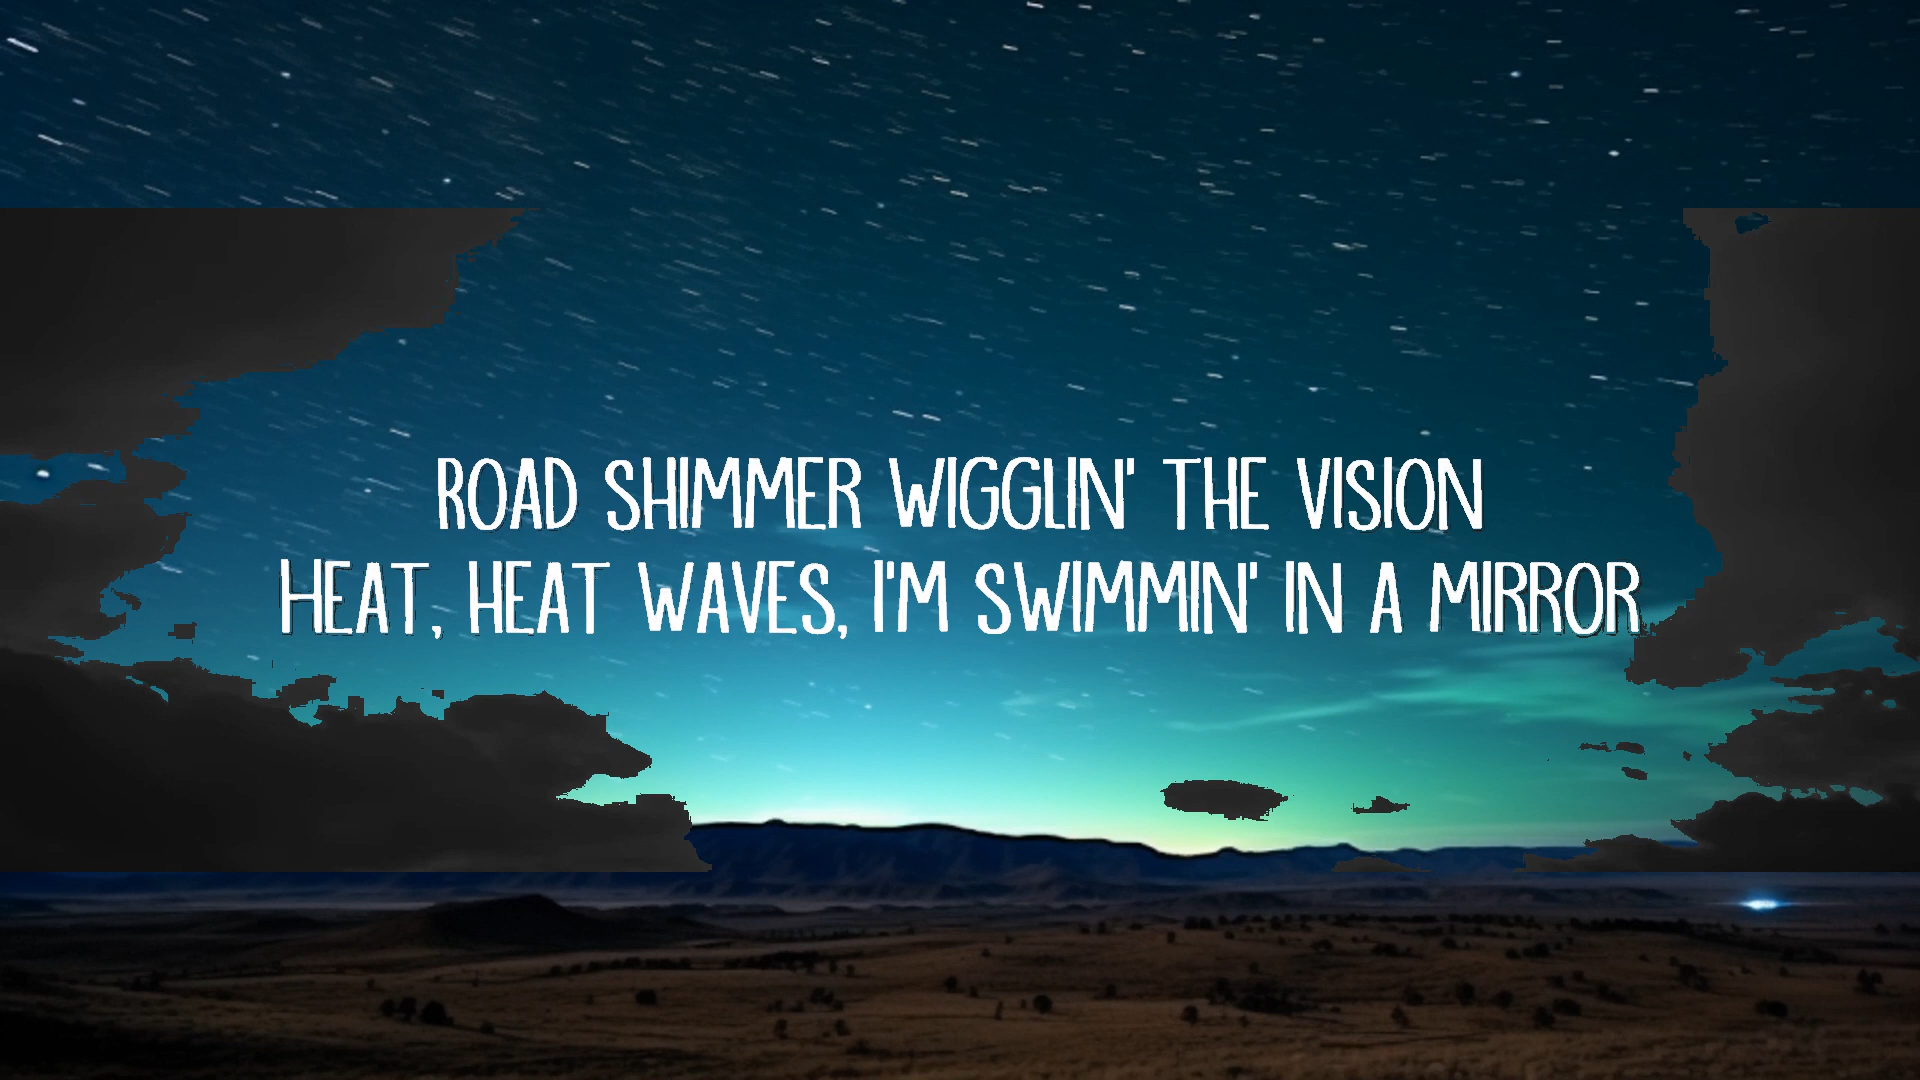 ROAD SHIMMER WIGGLIN' THE VISION
HEAT, HEAT WAVES, I'M SWIMMIN' IN A MIRROR